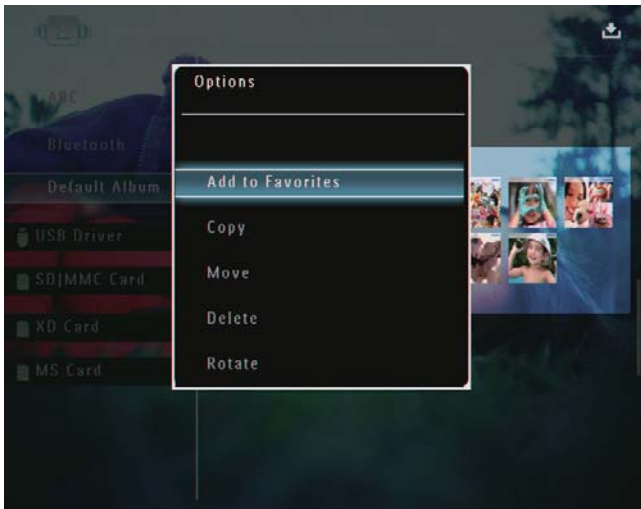 Options
Add to Favorites
Copy
Move
Delete
Rotate
ABC
Bluetooth
Default Album
USB Driver
SD|MMC Card
XD Card
MS Card